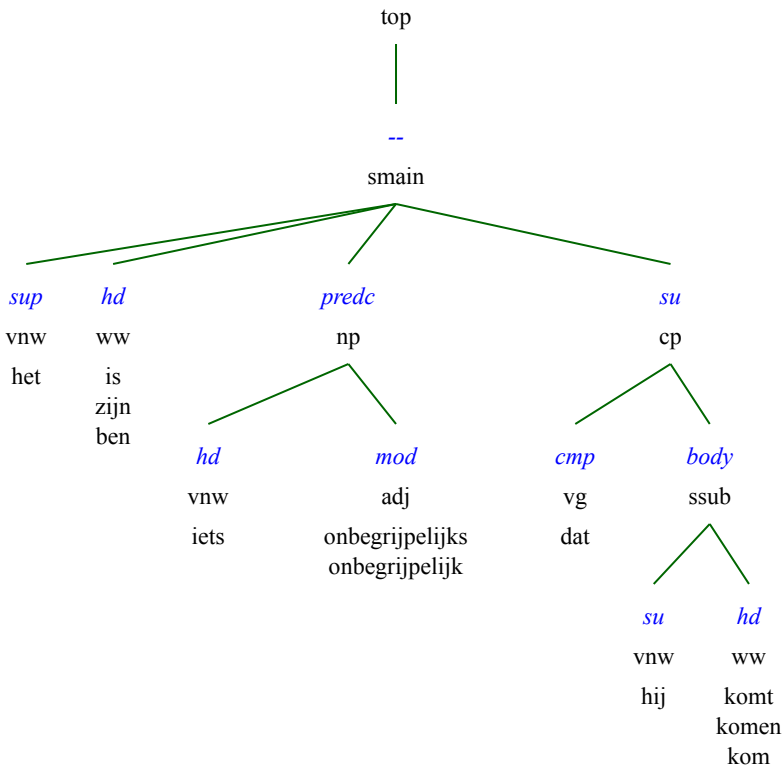 top
--
smain
sup hd predc su
vnw ww np cp
het is
zijn
ben
hd mod cmp body
vnw adj vg ssub
iets onbegrijpelijks dat
onbegrijpelijk
su hd
vnw ww
hij komt
komen
kom